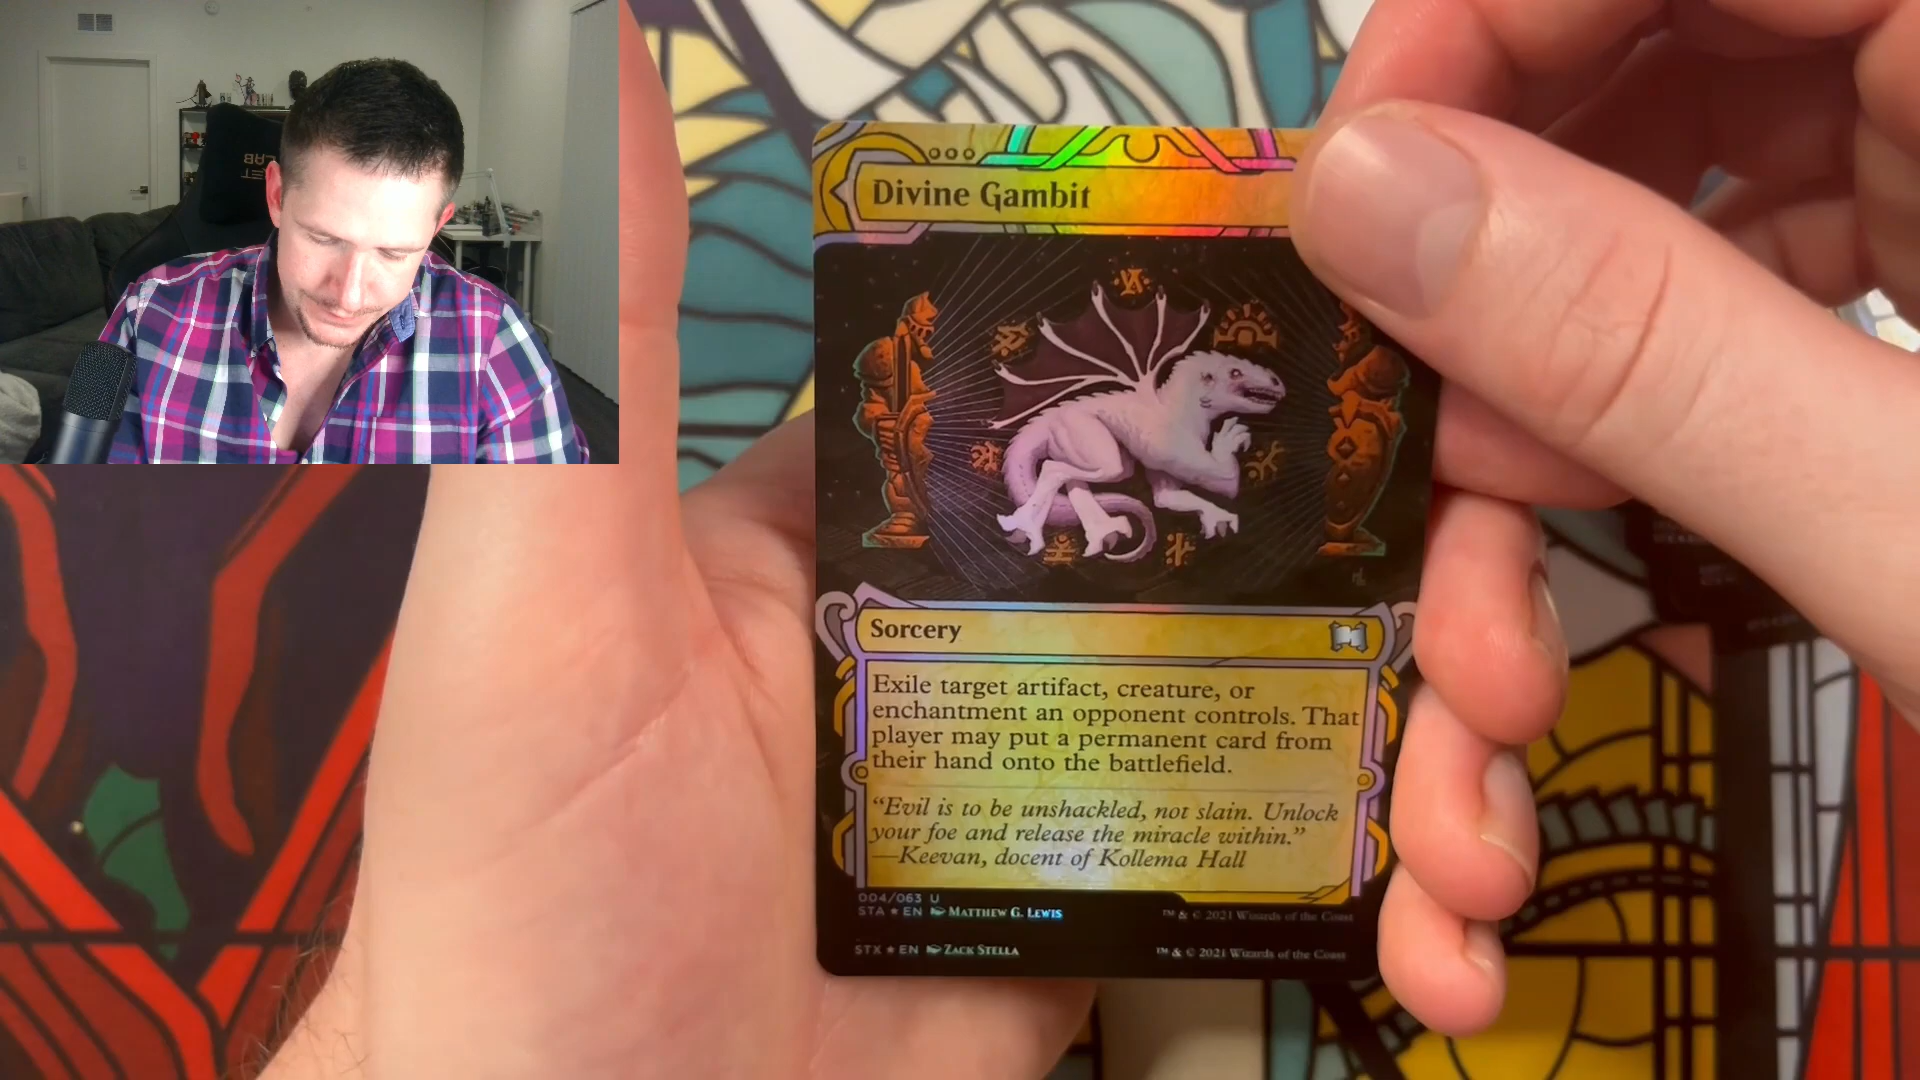 Divine Gambit
Sorcery
Exile target artifact, creature, or
enchantment an opponent controls. That
player may put a permanent card from
their hand onto the battlefield.
“Evil is to be unshackled, not slain. Unlock
your foe and release the miracle within.”
—Keevan, docent of Kollema Hall
004/063 U
STA ★ EN Matthew G. Lewis
™ & © 2021 Wizards of the Coast
STX ★ EN Zack Stella
™ & © 2021 Wizards of the Coast